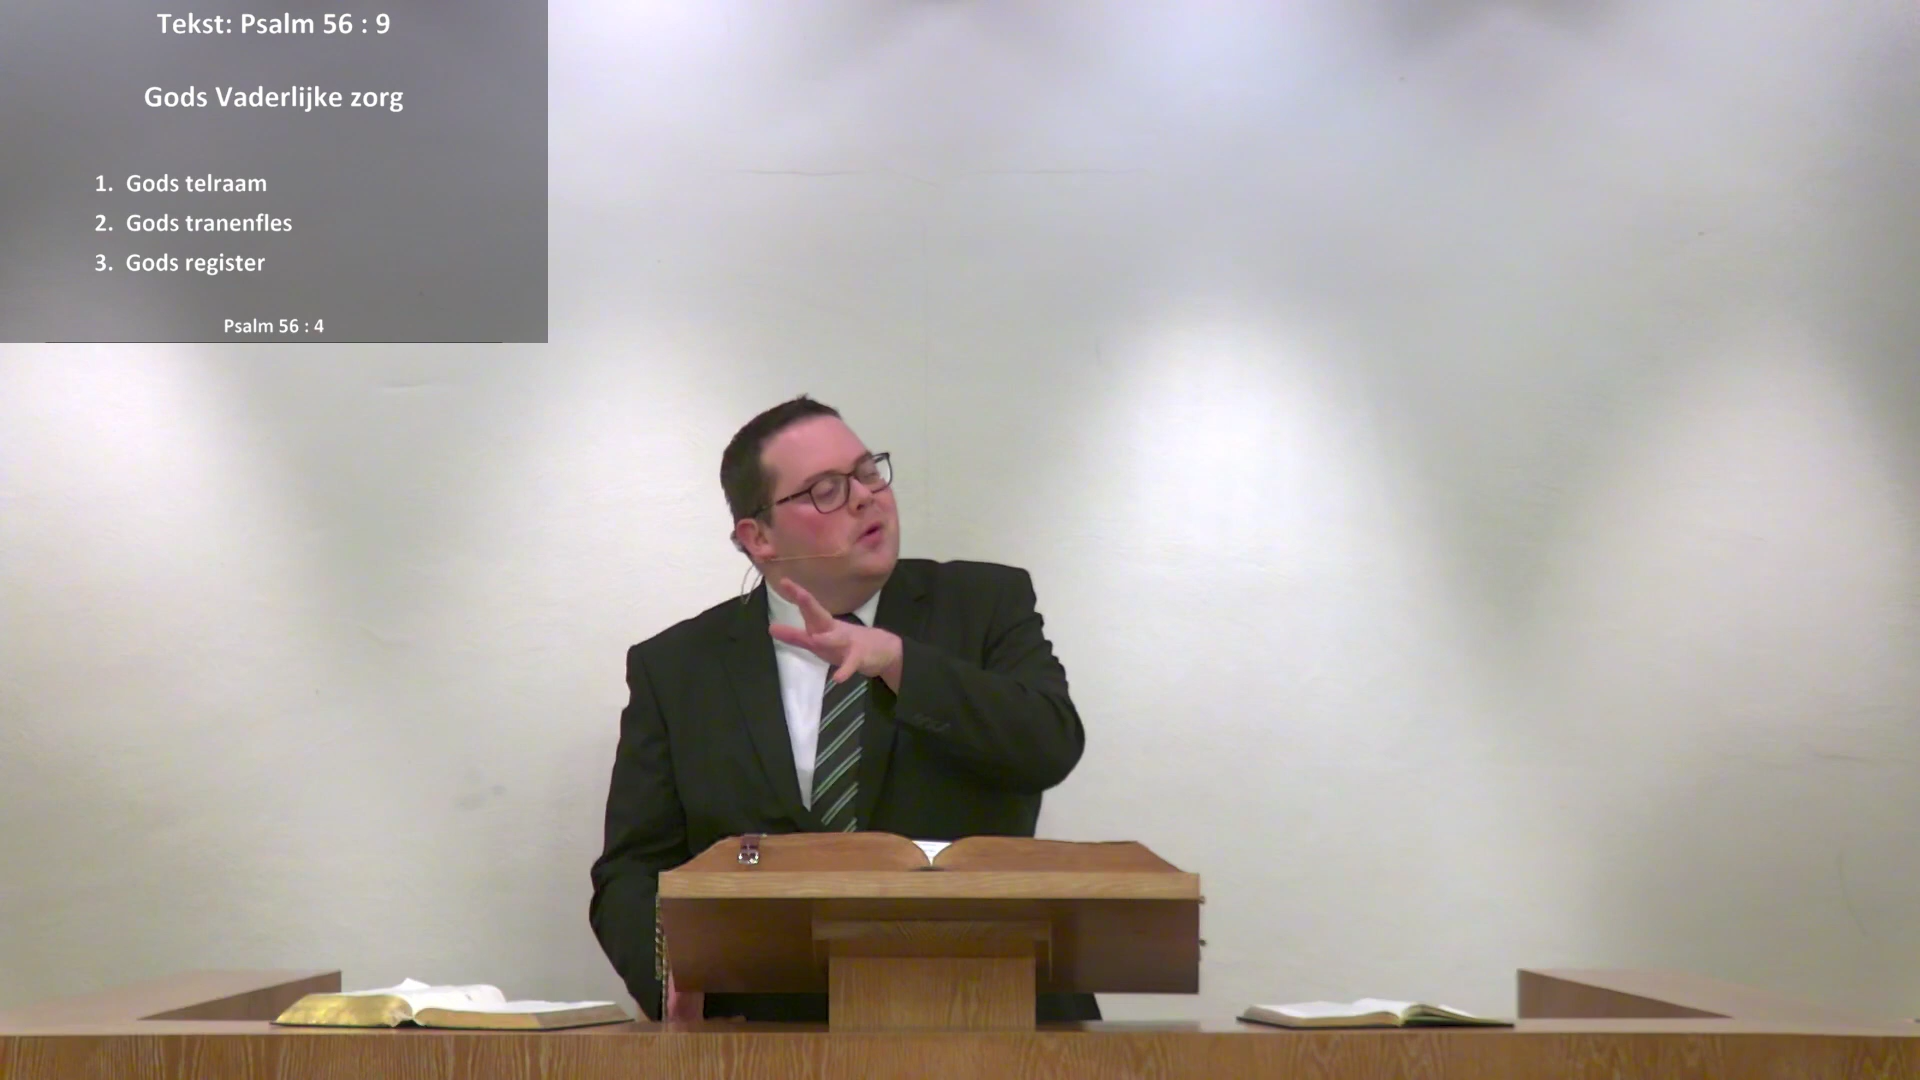 Tekst: Psalm 56 : 9
Gods Vaderlijke zorg
1. Gods telraam
2. Gods tranenfles
3. Gods register
Psalm 56 : 4